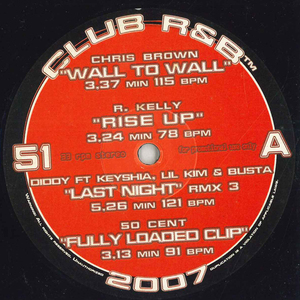 CLUB R&B™
CHRIS BROWN
"WALL TO WALL"
3.37 MIN 115 BPM
R. KELLY
"RISE UP"
3.24 MIN 78 BPM
51
A
DIDDY FT KEYSHIA, LIL KIM & BUSTA
"LAST NIGHT" RMX 3
5.26 MIN 121 BPM
50 CENT
"FULLY LOADED CLIP"
3.13 MIN 91 BPM
2007